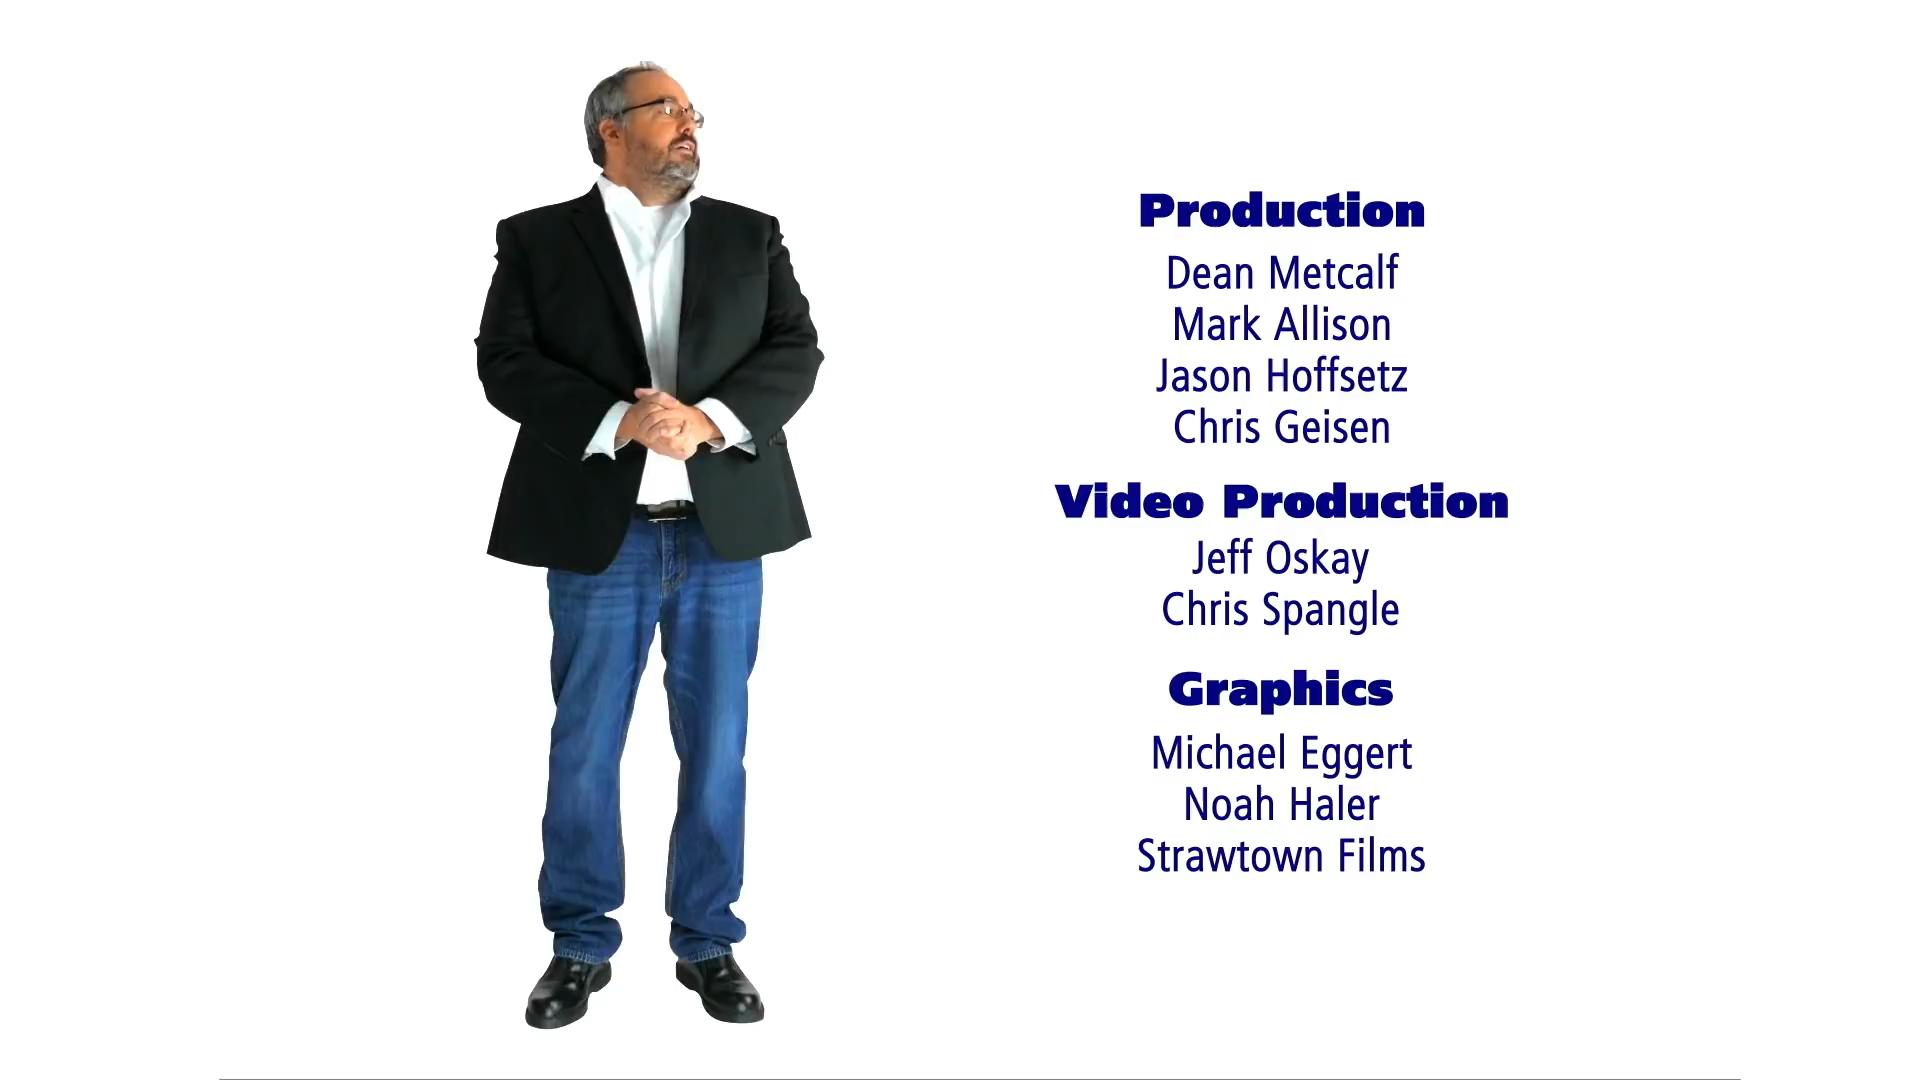 Production
Dean Metcalf
Mark Allison
Jason Hoffsetz
Chris Geisen
Video Production
Jeff Oskay
Chris Spangle
Graphics
Michael Eggert
Noah Haler
Strawtown Films